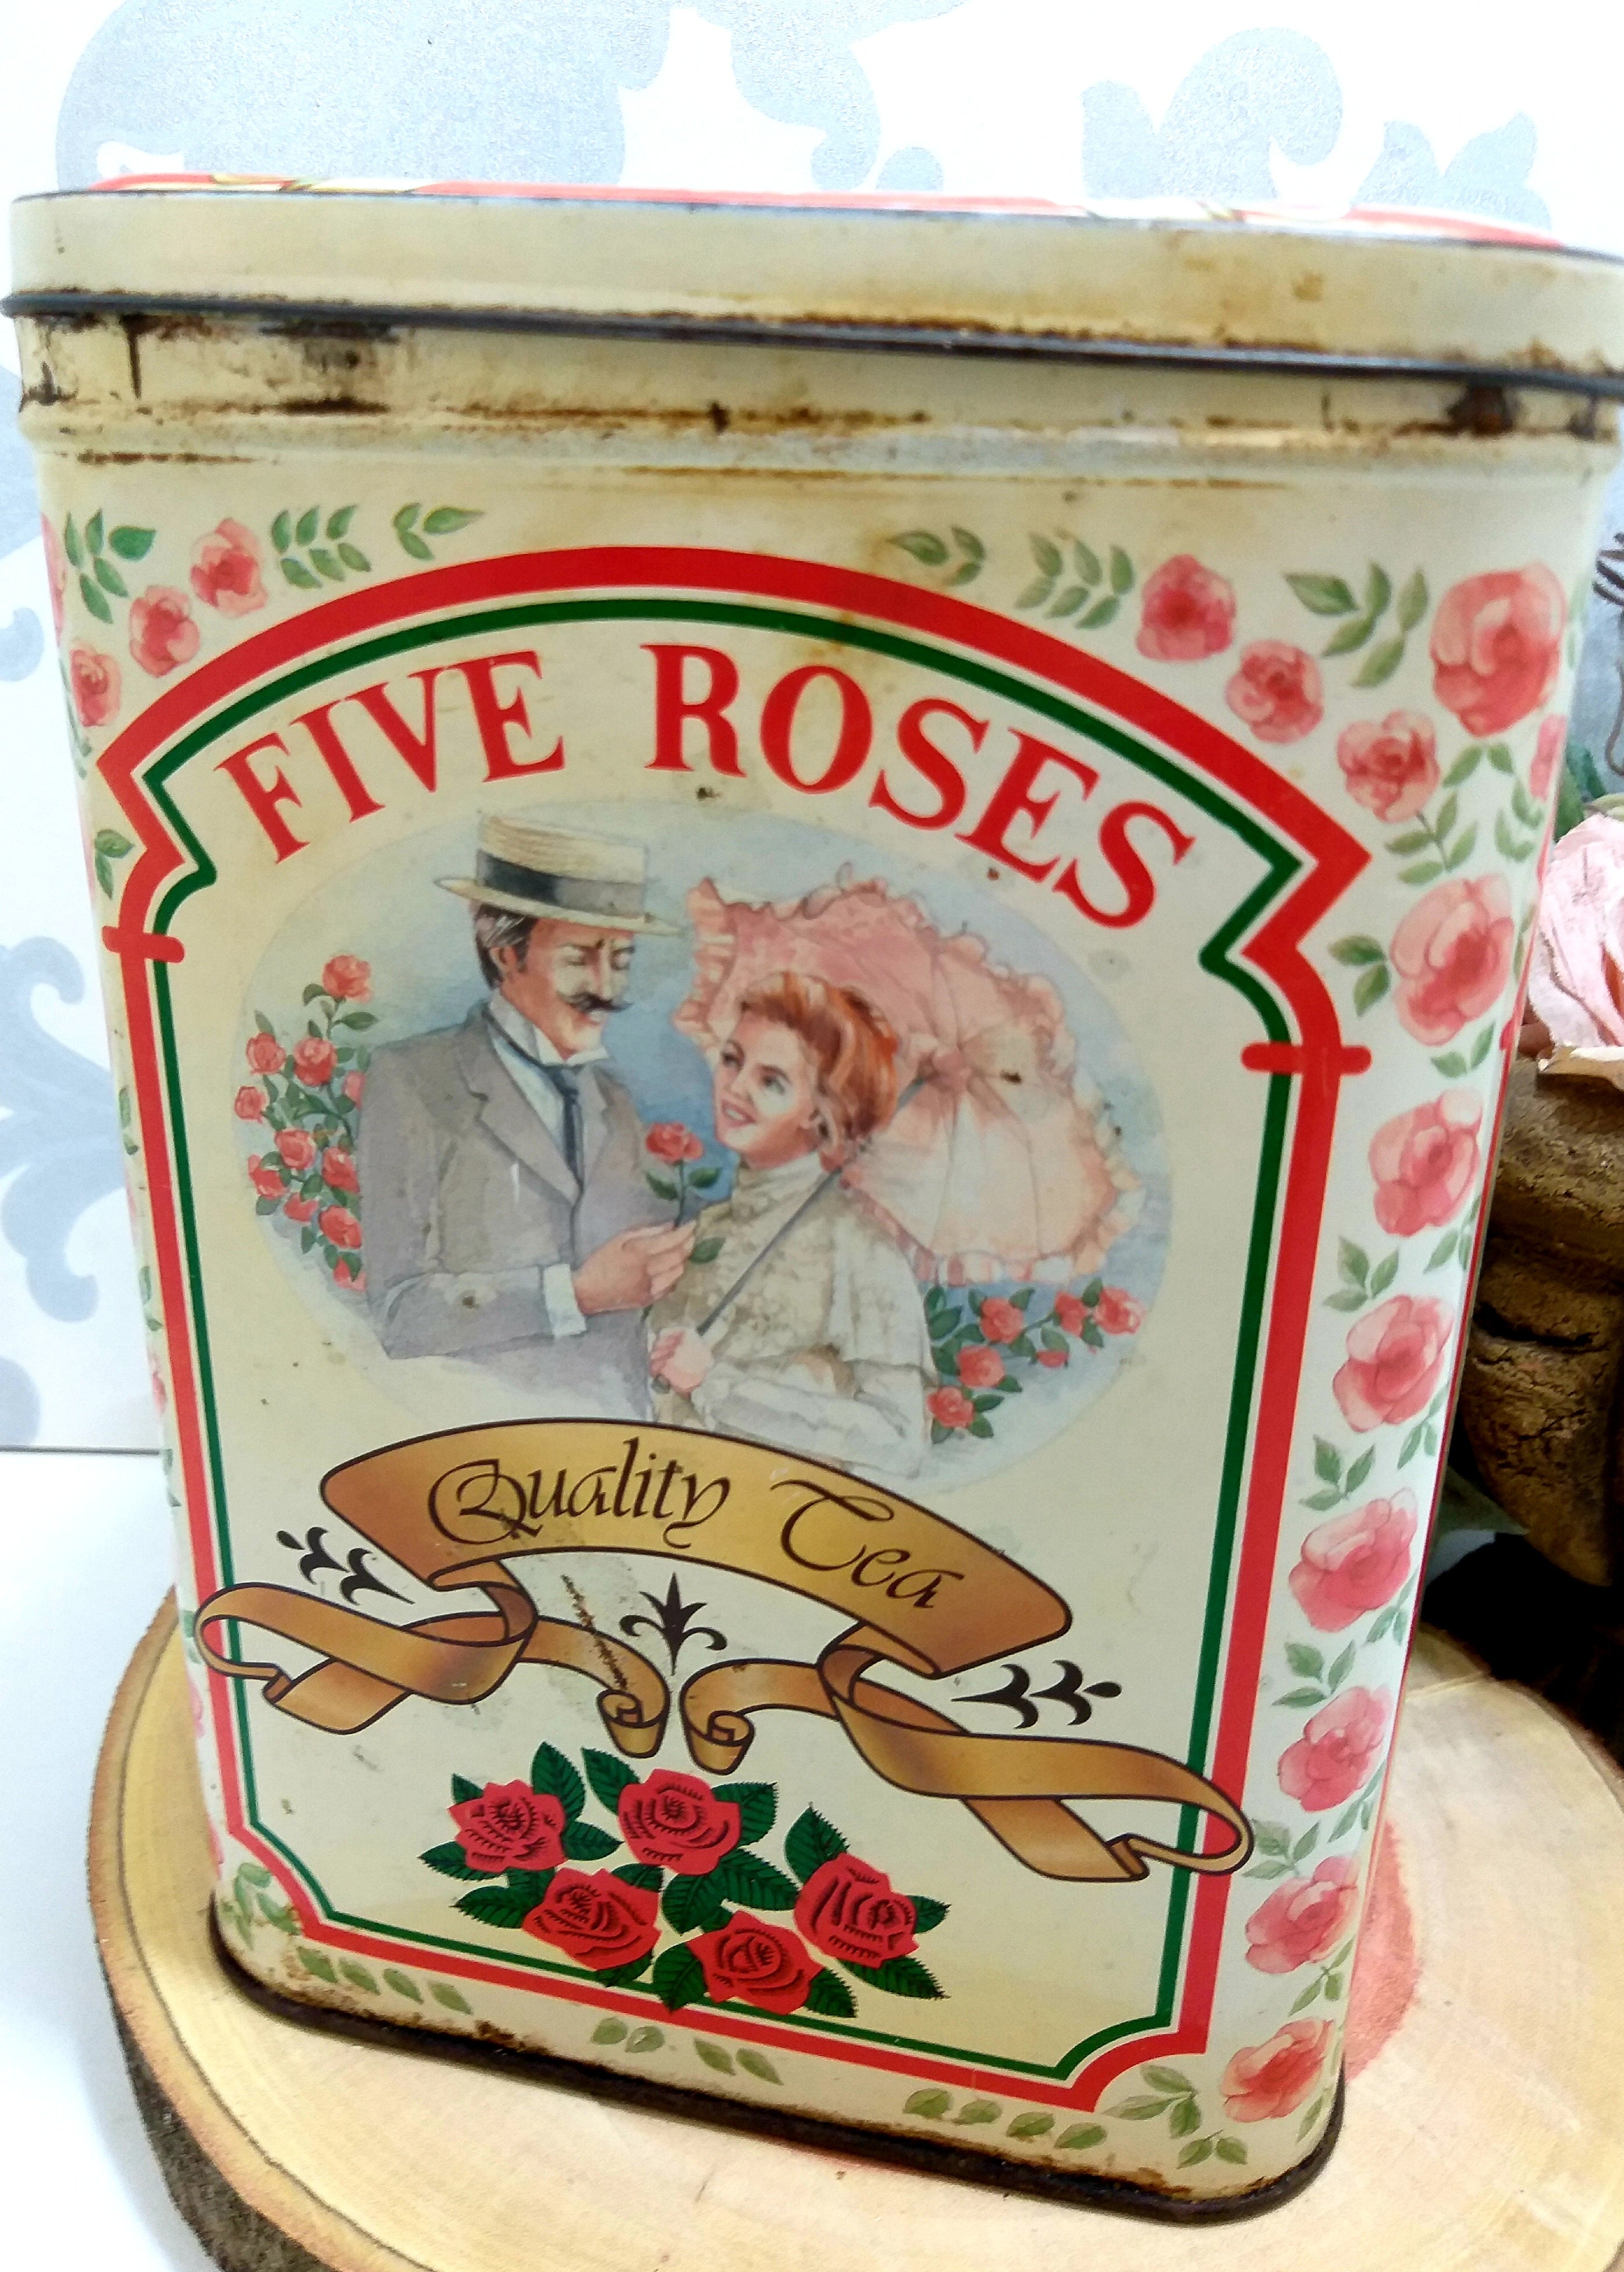 FIVE ROSES
Quality Tea